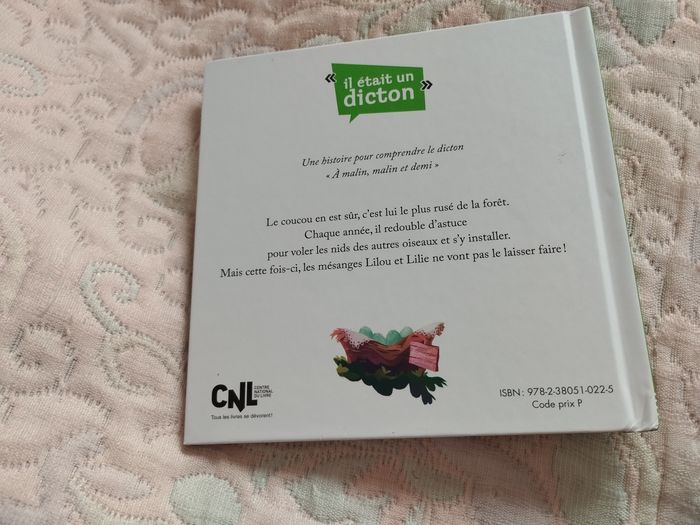 « il était un »
dicton
Une histoire pour comprendre le dicton
« À malin, malin et demi »
Le coucou en est sûr, c'est lui le plus rusé de la forêt.
Chaque année, il redouble d'astuce
pour voler les nids des autres oiseaux et s'y installer.
Mais cette fois-ci, les mésanges Lilou et Lilie ne vont pas le laisser faire !
CNL CENTRE
NATIONAL
DU LIVRE
Tous les livres se dévorent !
ISBN : 978-2-38051-022-5
Code prix P